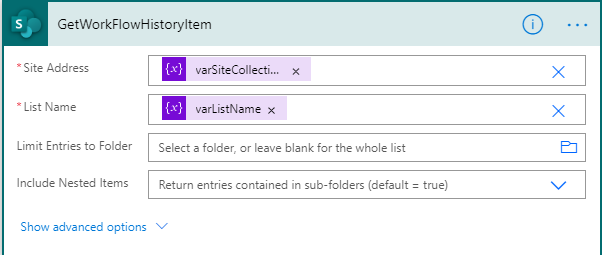 GetWorkFlowHistoryItem
* Site Address {x} varSiteCollecti... ×
* List Name {x} varListName ×
Limit Entries to Folder Select a folder, or leave blank for the whole list
Include Nested Items Return entries contained in sub-folders (default = true)
Show advanced options